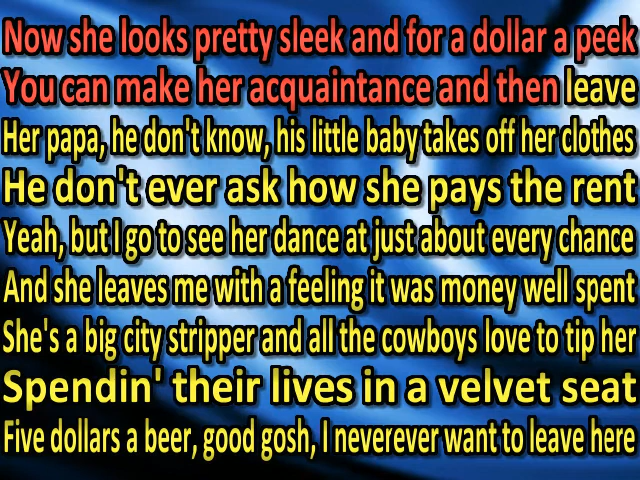 Now she looks pretty sleek and for a dollar a peek
You can make her acquaintance and then leave
Her papa, he don't know, his little baby takes off her clothes
He don't ever ask how she pays the rent
Yeah, but I go to see her dance at just about every chance
And she leaves me with a feeling it was money well spent
She's a big city stripper and all the cowboys love to tip her
Spendin' their lives in a velvet seat
Five dollars a beer, good gosh, I neverever want to leave here